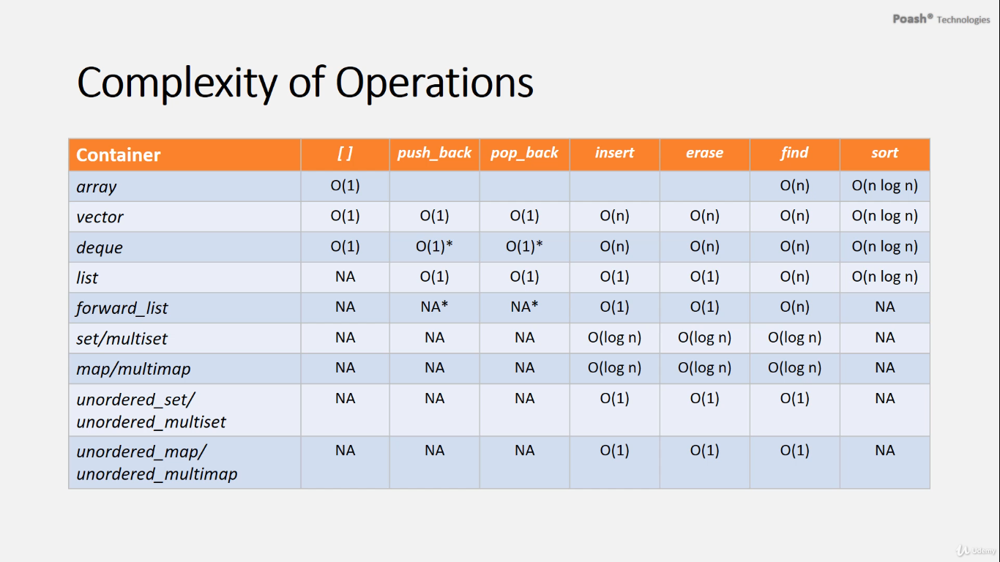 Poash® Technologies
Complexity of Operations
Container [ ] push_back pop_back insert erase find sort
array O(1) O(n) O(n log n)
vector O(1) O(1) O(1) O(n) O(n) O(n) O(n log n)
deque O(1) O(1)* O(1)* O(n) O(n) O(n) O(n log n)
list NA O(1) O(1) O(1) O(1) O(n) O(n log n)
forward_list NA NA* NA* O(1) O(1) O(n) NA
set/multiset NA NA NA O(log n) O(log n) O(log n) NA
map/multimap NA NA NA O(log n) O(log n) O(log n) NA
unordered_set/ NA NA NA O(1) O(1) O(1) NA
unordered_multiset
unordered_map/ NA NA NA O(1) O(1) O(1) NA
unordered_multimap
Udemy